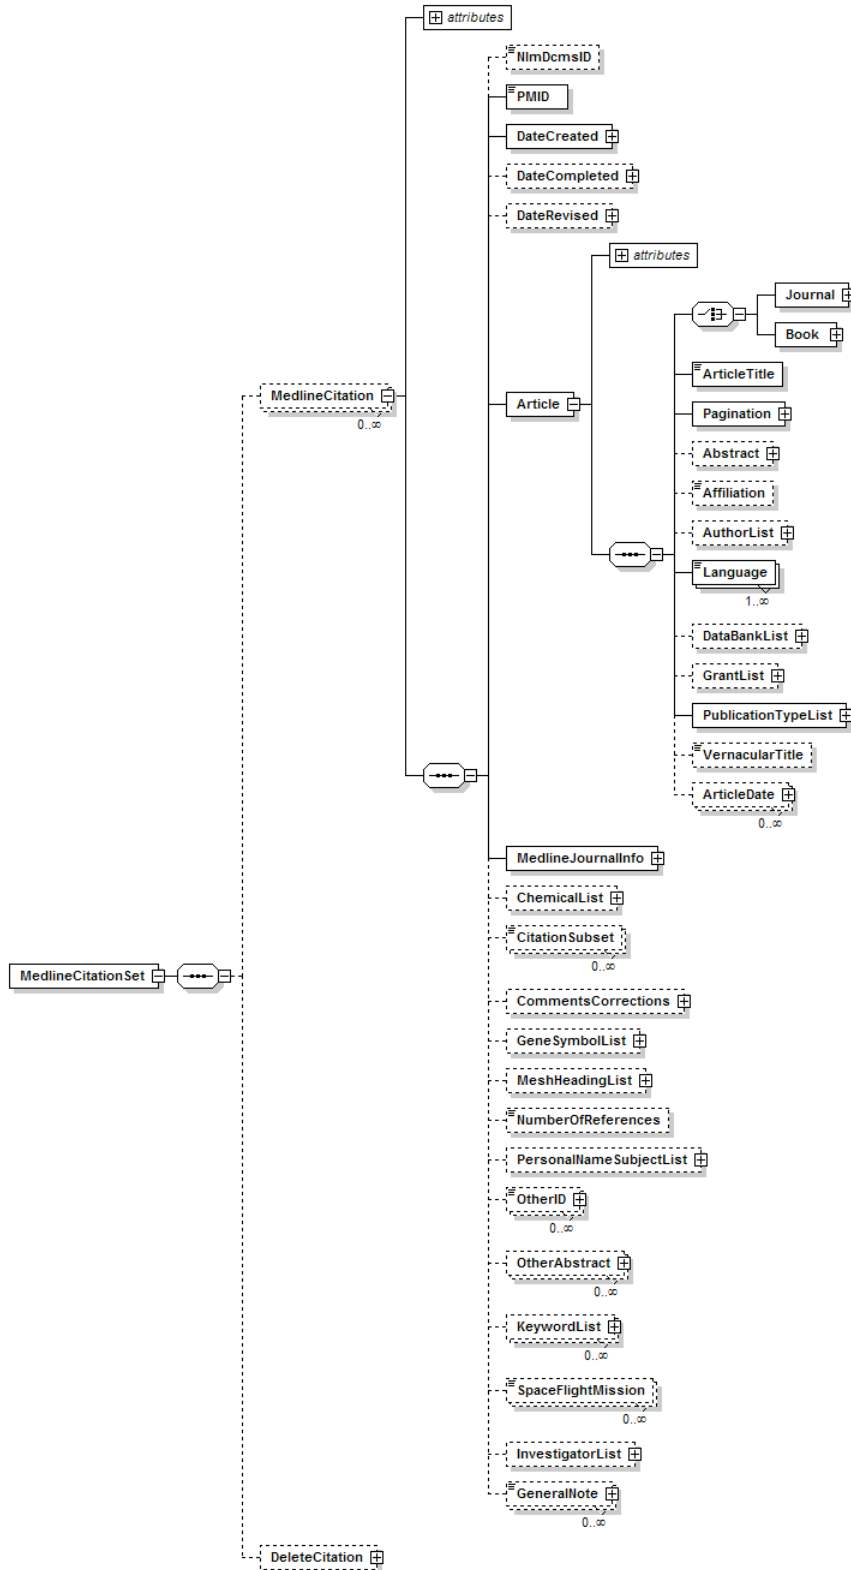 attributes
NlmDcmsID
PMID
DateCreated
DateCompleted
DateRevised
attributes
Journal
Book
ArticleTitle
MedlineCitation
0..∞
Article
Pagination
Abstract
Affiliation
AuthorList
Language
1..∞
DataBankList
GrantList
PublicationTypeList
VernacularTitle
ArticleDate
0..∞
MedlineJournalInfo
ChemicalList
CitationSubset
0..∞
MedlineCitationSet
CommentsCorrections
GeneSymbolList
MeshHeadingList
NumberOfReferences
PersonalNameSubjectList
OtherID
0..∞
OtherAbstract
0..∞
KeywordList
0..∞
SpaceFlightMission
0..∞
InvestigatorList
GeneralNote
0..∞
DeleteCitation